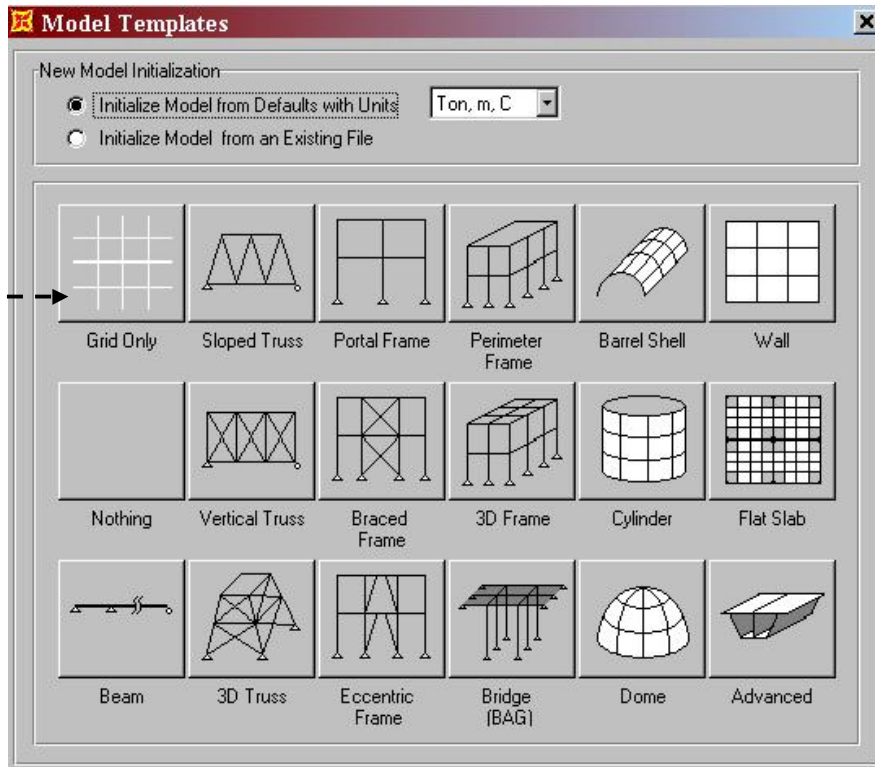 Model Templates
New Model Initialization
Initialize Model from Defaults with Units
Ton, m, C
Initialize Model from an Existing File
Grid Only
Sloped Truss
Portal Frame
Perimeter
Frame
Barrel Shell
Wall
Nothing
Vertical Truss
Braced
Frame
3D Frame
Cylinder
Flat Slab
Beam
3D Truss
Eccentric
Frame
Bridge
(BAG)
Dome
Advanced